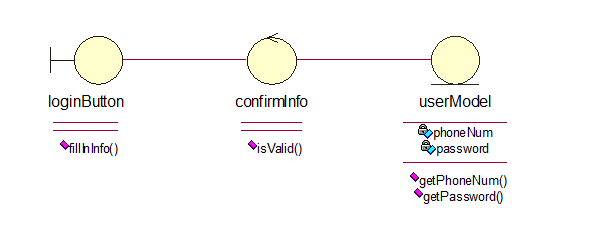 loginButton
confirmInfo
userModel
fillInInfo()
isValid()
phoneNum
password
getPhoneNum()
getPassword()